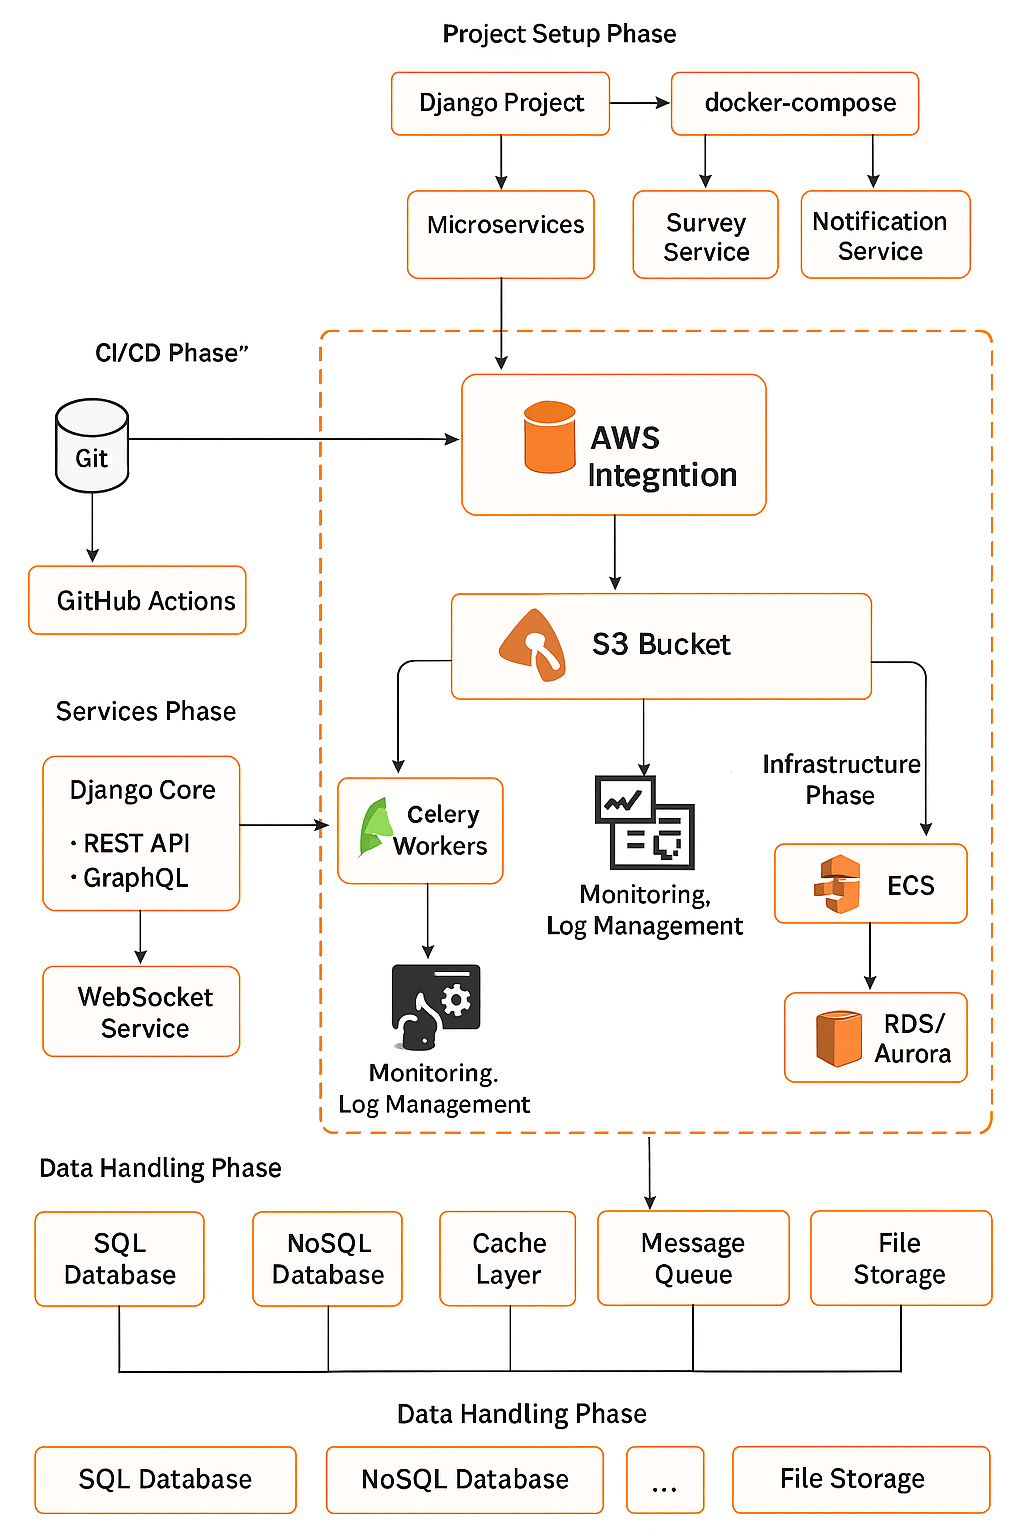 Project Setup Phase
Django Project
docker-compose
Microservices
Survey
Service
Notification
Service
CI/CD Phase”
Git
AWS
Integntion
GitHub Actions
S3 Bucket
Services Phase
Django Core
· REST API
· GraphQL
Celery
Workers
Infrastructure
Phase
Monitoring,
Log Management
ECS
WebSocket
Service
RDS/
Aurora
Monitoring.
Log Management
Data Handling Phase
SQL
Database
NoSQL
Database
Cache
Layer
Message
Queue
File
Storage
Data Handling Phase
SQL Database
NoSQL Database
...
File Storage